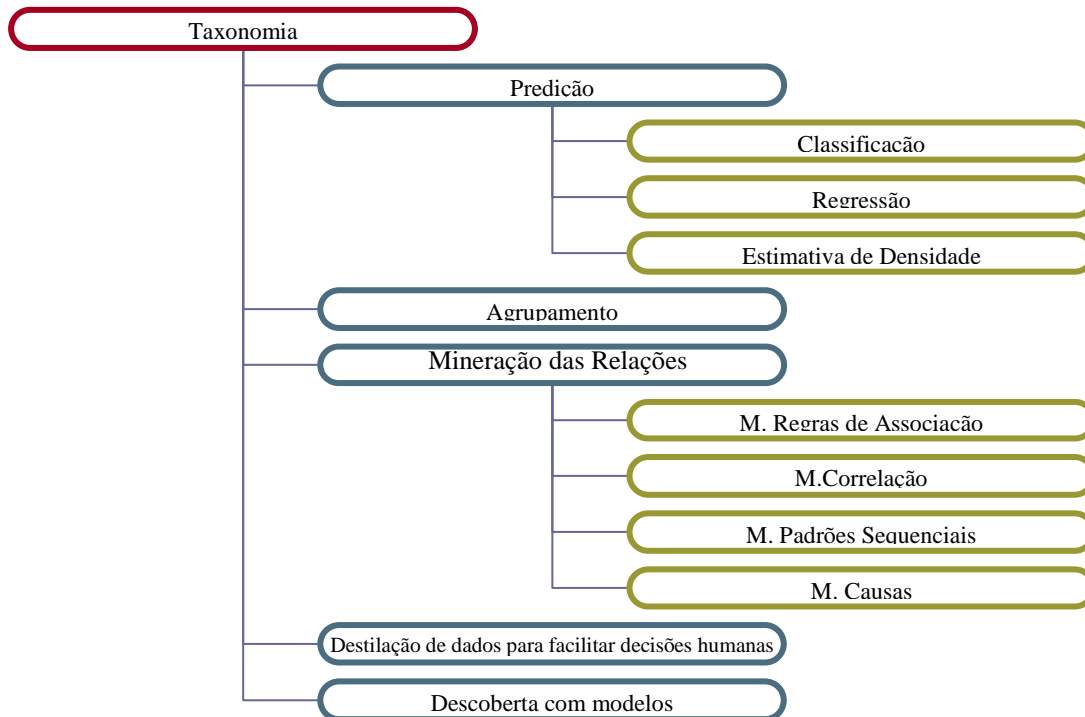 Taxonomia
Predição
Classificação
Regressão
Estimativa de Densidade
Agrupamento
Mineração das Relações
M. Regras de Associação
M.Correlação
M. Padrões Sequenciais
M. Causas
Destilação de dados para facilitar decisões humanas
Descoberta com modelos